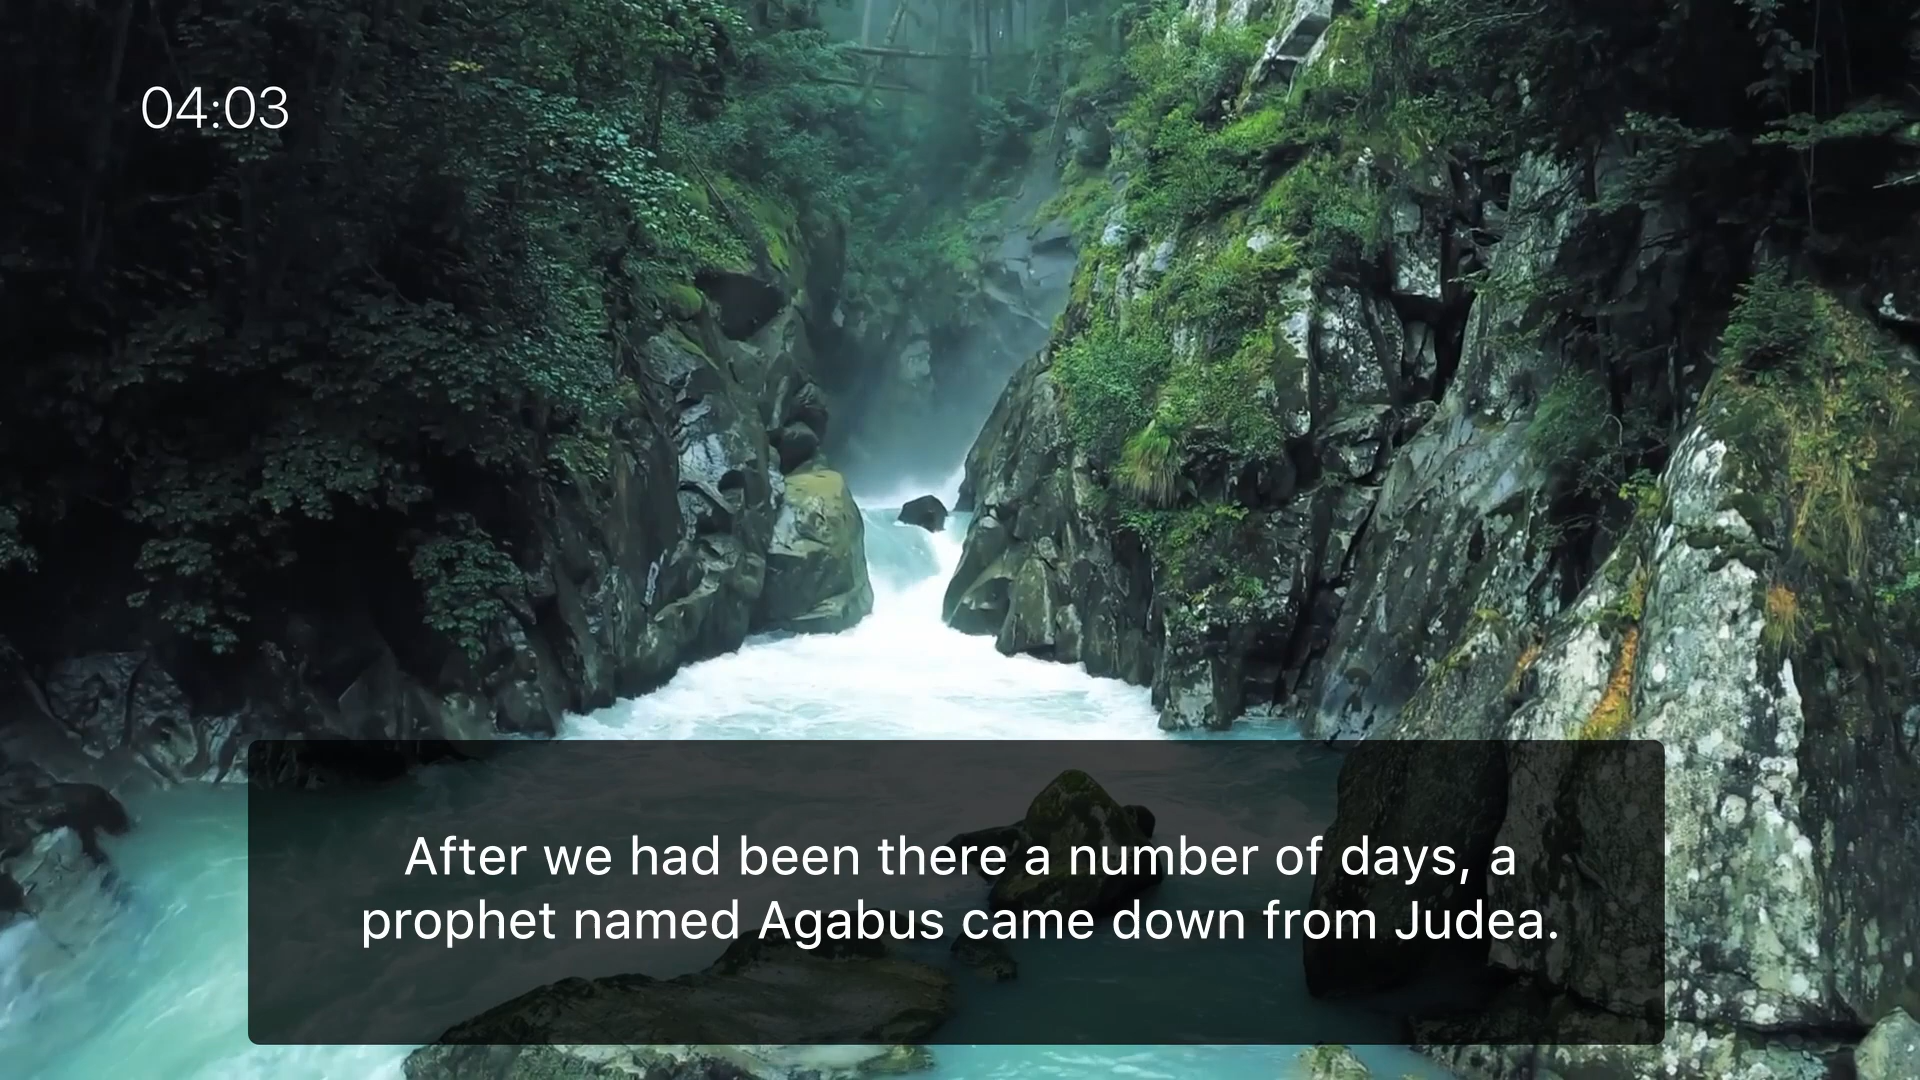 04:03
After we had been there a number of days, a
prophet named Agabus came down from Judea.